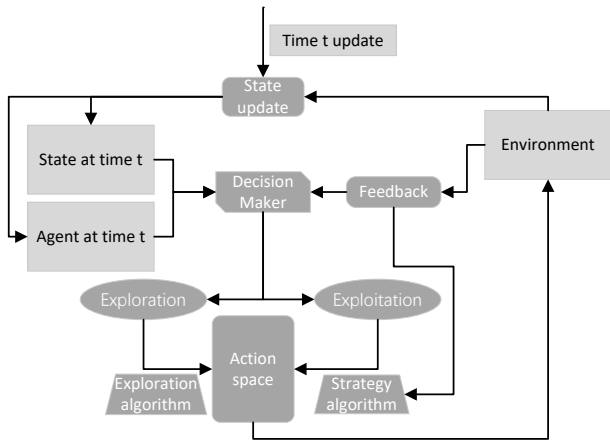 Time t update
State
update
State at time t
Environment
Decision
Maker
Feedback
Agent at time t
Exploration
Exploitation
Action
space
Exploration
algorithm
Strategy
algorithm